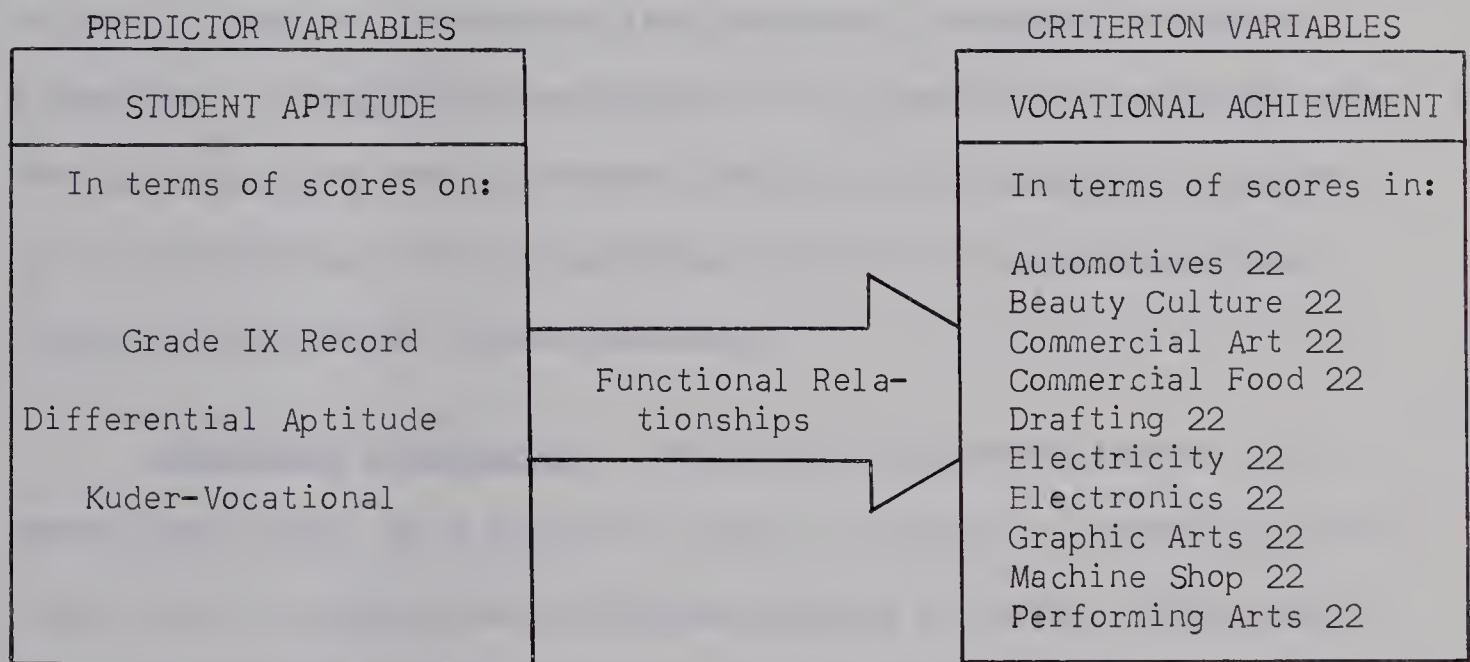 PREDICTOR VARIABLES
STUDENT APTITUDE
In terms of scores on:
Grade IX Record
Differential Aptitude
Kuder-Vocational
Functional Rela-
tionships
CRITERION VARIABLES
VOCATIONAL ACHIEVEMENT
In terms of scores in:
Automotives 22
Beauty Culture 22
Commercial Art 22
Commercial Food 22
Drafting 22
Electricity 22
Electronics 22
Graphic Arts 22
Machine Shop 22
Performing Arts 22